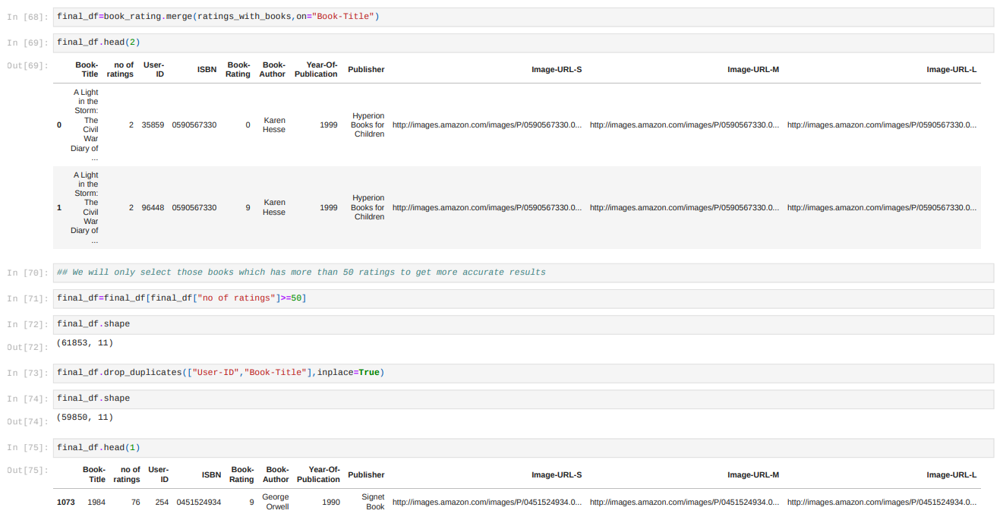 In [68]: final_df=book_rating.merge(ratings_with_books,on="Book-Title")
In [69]: final_df.head(2)
Out[69]:
Book-Title no of ratings User-ID ISBN Book-Rating Book-Author Year-Of-Publication Publisher Image-URL-S Image-URL-M Image-URL-L
0 A Light in the Storm: The Civil War Diary of ... 2 35859 0590567330 0 Karen Hesse 1999 Hyperion Books for Children http://images.amazon.com/images/P/0590567330.0... http://images.amazon.com/images/P/0590567330.0... http://images.amazon.com/images/P/0590567330.0...
1 A Light in the Storm: The Civil War Diary of ... 2 96448 0590567330 9 Karen Hesse 1999 Hyperion Books for Children http://images.amazon.com/images/P/0590567330.0... http://images.amazon.com/images/P/0590567330.0... http://images.amazon.com/images/P/0590567330.0...
In [70]: ## We will only select those books which has more than 50 ratings to get more accurate results
In [71]: final_df=final_df[final_df["no of ratings"]>=50]
In [72]: final_df.shape
Out[72]: (61853, 11)
In [73]: final_df.drop_duplicates(["User-ID","Book-Title"],inplace=True)
In [74]: final_df.shape
Out[74]: (59850, 11)
In [75]: final_df.head(1)
Out[75]:
Book-Title no of ratings User-ID ISBN Book-Rating Book-Author Year-Of-Publication Publisher Image-URL-S Image-URL-M Image-URL-L
1073 1984 76 254 0451524934 9 George Orwell 1990 Signet Book http://images.amazon.com/images/P/0451524934.0... http://images.amazon.com/images/P/0451524934.0... http://images.amazon.com/images/P/0451524934.0...